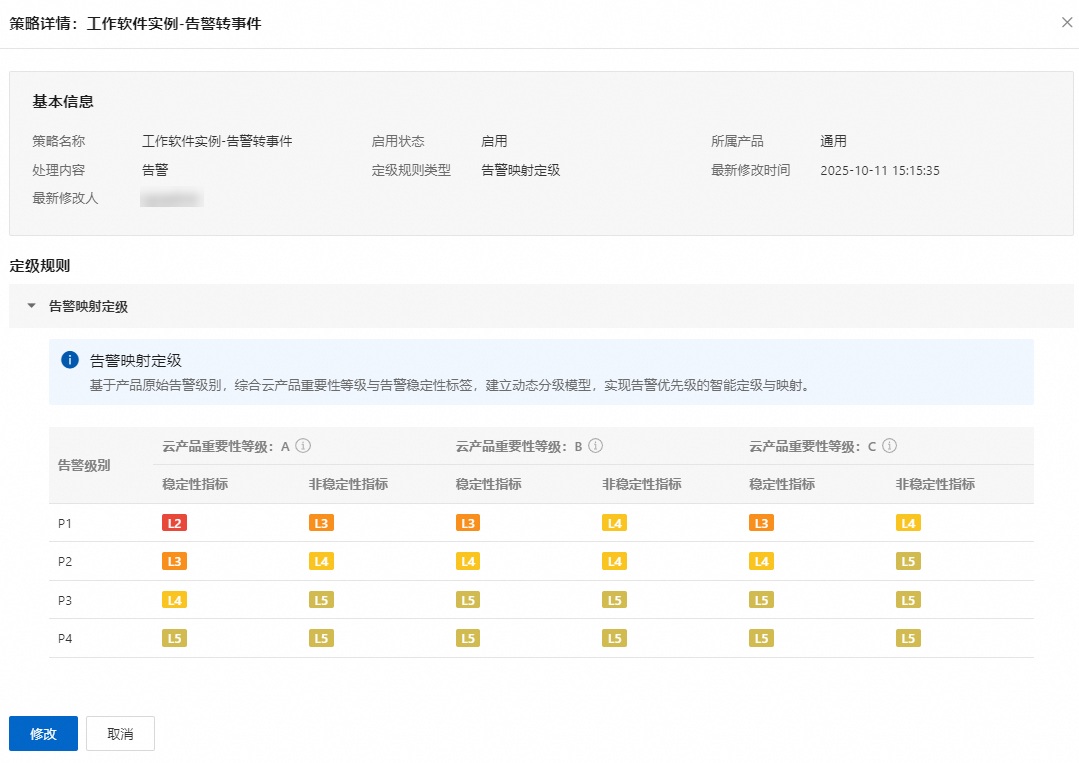 策略详情：工作软件实例-告警转事件
基本信息
策略名称 工作软件实例-告警转事件 启用状态 启用 所属产品 通用
处理内容 告警 定级规则类型 告警映射定级 最新修改时间 2025-10-11 15:15:35
最新修改人
定级规则
告警映射定级
告警映射定级
基于产品原始告警级别，综合云产品重要性等级与告警稳定性标签，建立动态分级模型，实现告警优先级的智能定级与映射。
告警级别 云产品重要性等级：A 云产品重要性等级：B 云产品重要性等级：C
稳定性指标 非稳定性指标 稳定性指标 非稳定性指标 稳定性指标 非稳定性指标
P1 L2 L3 L3 L4 L3 L4
P2 L3 L4 L4 L4 L4 L5
P3 L4 L5 L5 L5 L5 L5
P4 L5 L5 L5 L5 L5 L5
修改 取消